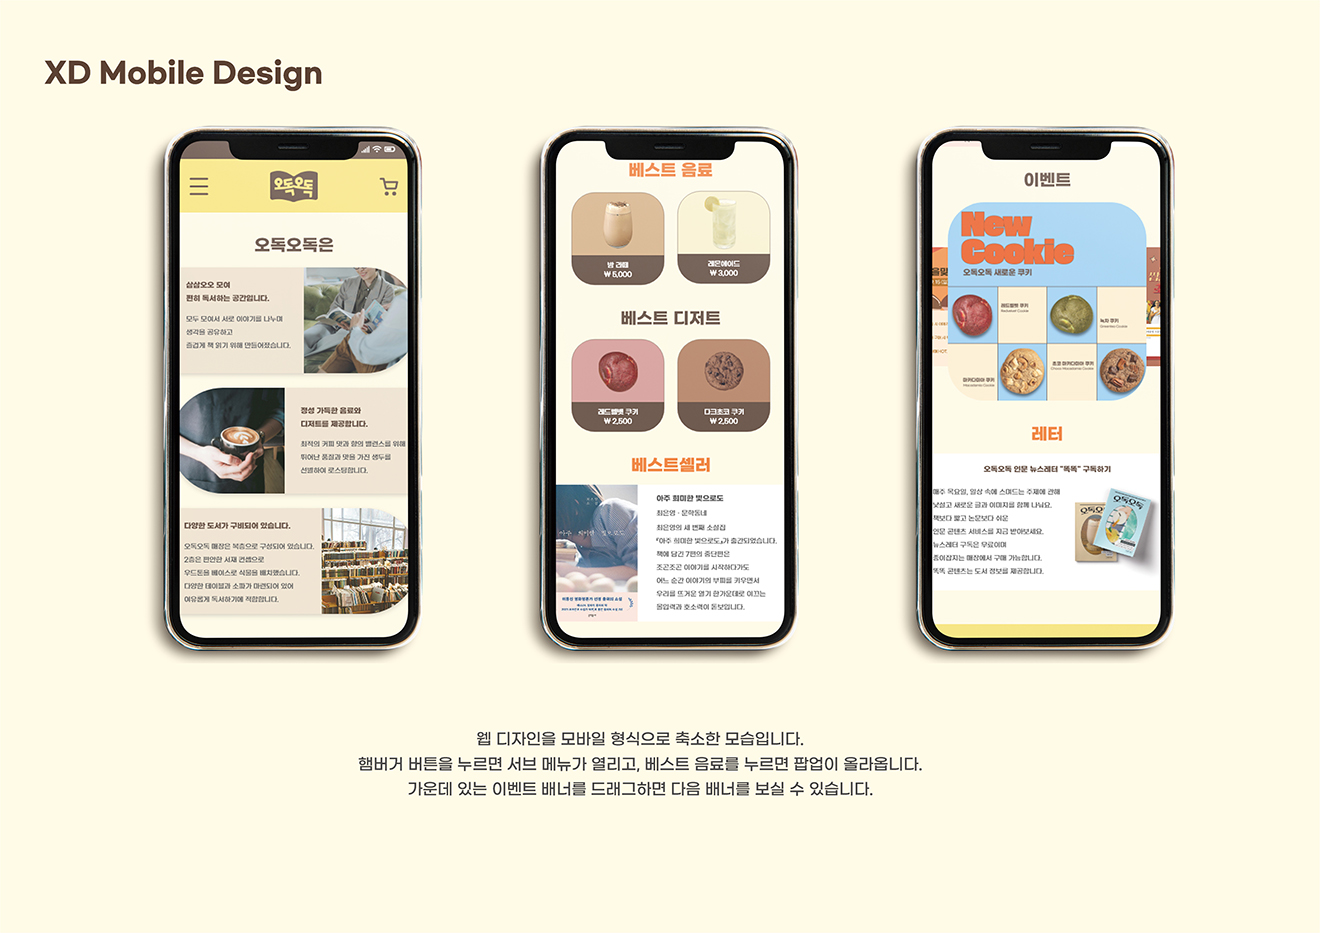 XD Mobile Design
오독오독
오독오독은
삼삼오오 모여
편히 독서하는 공간입니다.
모두 모여서 서로 이야기를 나누며
생각을 공유하고
즐겁게 책 읽기 위해 만들어졌습니다.
정성 가득한 음료와
디저트를 제공합니다.
최적의 커피 맛과 향의 밸런스를 위해
뛰어난 품질과 맛을 가진 생두를
선별하여 로스팅합니다.
다양한 도서가 구비되어 있습니다.
오독오독 매장은 복층으로 구성되어 있습니다.
2층은 편안한 서재 컨셉으로
우드톤을 베이스로 식물을 배치했습니다.
다양한 테이블과 소파가 마련되어 있어
여유롭게 독서하기에 적합합니다.
베스트 음료
밤 라떼
₩ 5,000
레몬에이드
₩ 3,000
베스트 디저트
레드벨벳 쿠키
₩ 2,500
다크초코 쿠키
₩ 2,500
베스트셀러
아주 희미한 빛으로도
아주 희미한 빛으로도
최은영 · 문학동네
최은영의 세 번째 소설집
『아주 희미한 빛으로도』가 출간되었습니다.
책에 담긴 7편의 중단편은
조곤조곤 이야기를 시작하다가도
어느 순간 이야기의 부피를 키우면서
우리를 뜨거운 열기 한가운데로 이끄는
몰입력과 호소력이 돋보입니다.
이벤트
New
Cookie
오독오독 새로운 쿠키
레드벨벳 쿠키
Redvelvet Cookie
녹차 쿠키
Greentea Cookie
마카다미아 쿠키
Macadamia Cookie
초코 마카다미아 쿠키
Choco Macadamia Cookie
레터
오독오독 인문 뉴스레터 "똑똑" 구독하기
매주 목요일, 일상 속에 스며드는 주제에 관해
낯설고 새로운 글과 이미지를 함께 나눠요.
책보다 짧고 논문보다 쉬운
인문 콘텐츠 서비스를 지금 받아보세요.
뉴스레터 구독은 무료이며
종이잡지는 매장에서 구매 가능합니다.
똑똑 콘텐츠는 도서 정보를 제공합니다.
오독오독
웹 디자인을 모바일 형식으로 축소한 모습입니다.
햄버거 버튼을 누르면 서브 메뉴가 열리고, 베스트 음료를 누르면 팝업이 올라옵니다.
가운데 있는 이벤트 배너를 드래그하면 다음 배너를 보실 수 있습니다.